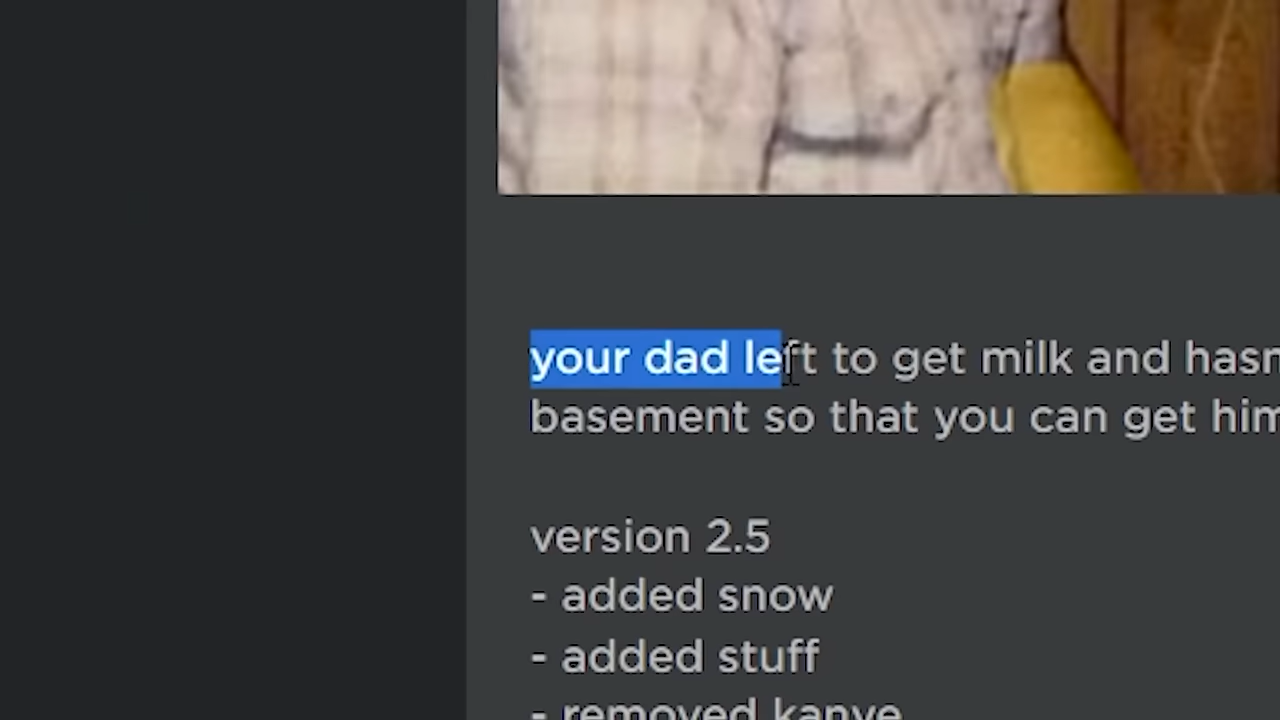 your dad left to get milk and hasn
basement so that you can get him
version 2.5
- added snow
- added stuff
- removed kanye